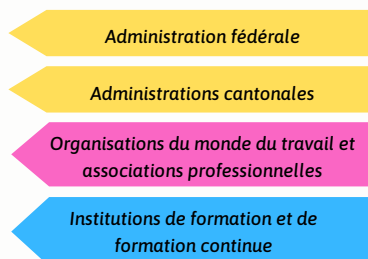 Administration fédérale
Administrations cantonales
Organisations du monde du travail et
associations professionnelles
Institutions de formation et de
formation continue